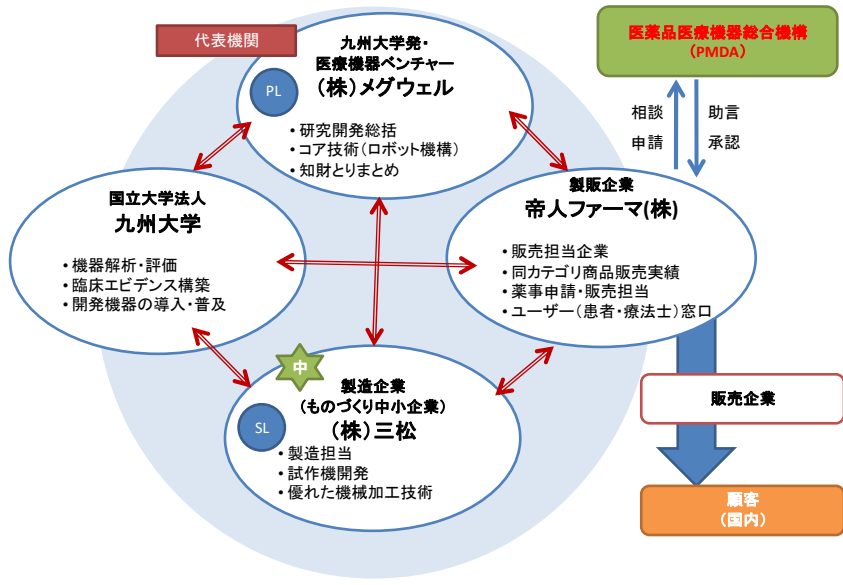 代表機関
九州大学発・
医療機器ベンチャー
（株）メグウェル
PL
・研究開発総括
・コア技術（ロボット機構）
・知財とりまとめ
医薬品医療機器総合機構
（PMDA）
相談
申請
助言
承認
国立大学法人
九州大学
・機器解析・評価
・臨床エビデンス構築
・開発機器の導入・普及
製販企業
帝人ファーマ(株)
・販売担当企業
・同カテゴリ商品販売実績
・薬事申請・販売担当
・ユーザー（患者・療法士）窓口
中
製造企業
（ものづくり中小企業）
（株）三松
SL
・製造担当
・試作機開発
・優れた機械加工技術
販売企業
顧客
（国内）